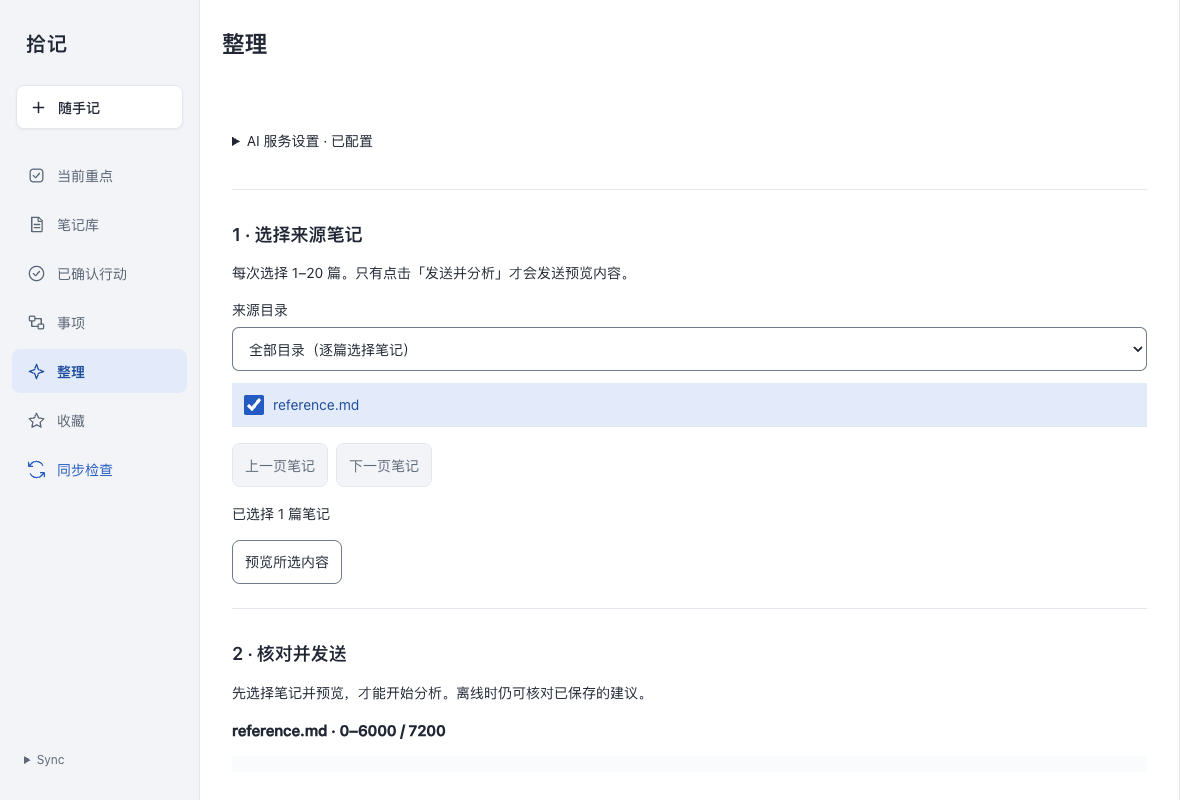 拾记
随手记
当前重点
笔记库
已确认行动
事项
整理
收藏
同步检查
Sync
整理
AI 服务设置 · 已配置
1 · 选择来源笔记
每次选择 1–20 篇。只有点击「发送并分析」才会发送预览内容。
来源目录
全部目录（逐篇选择笔记）
reference.md
上一页笔记 下一页笔记
已选择 1 篇笔记
预览所选内容
2 · 核对并发送
先选择笔记并预览，才能开始分析。离线时仍可核对已保存的建议。
reference.md · 0–6000 / 7200